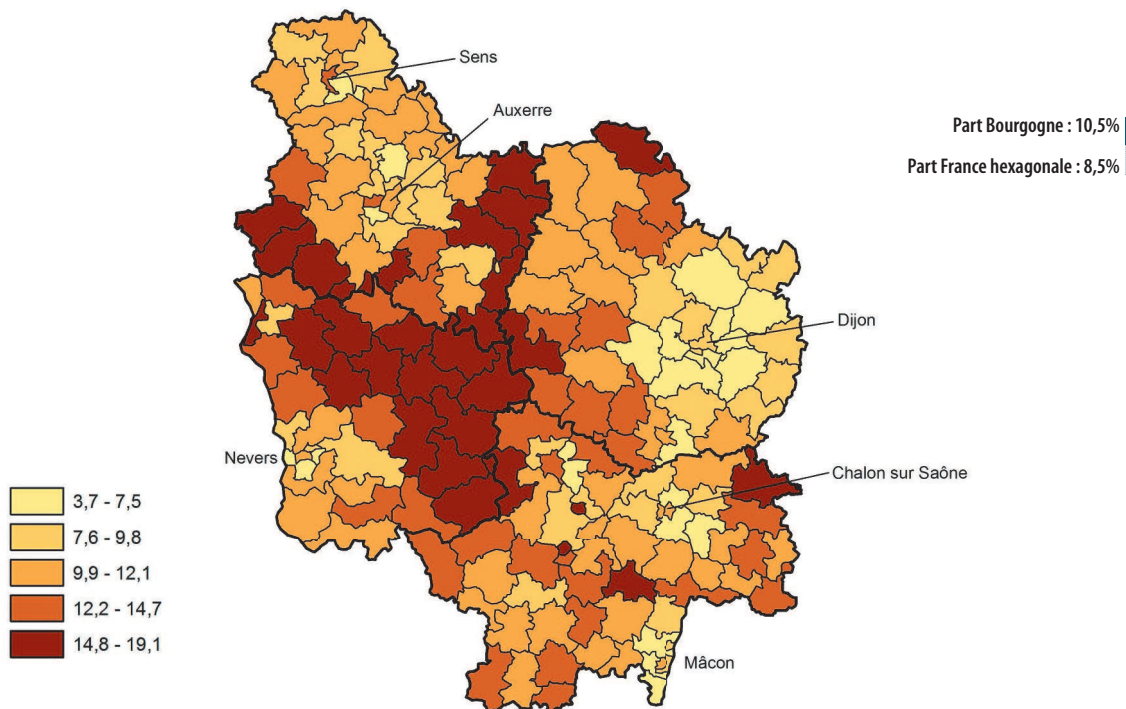 Sens
Auxerre
Part Bourgogne : 10,5%
Part France hexagonale : 8,5%
Dijon
Nevers
Chalon sur Saône
3,7 - 7,5
7,6 - 9,8
9,9 - 12,1
12,2 - 14,7
14,8 - 19,1
Mâcon